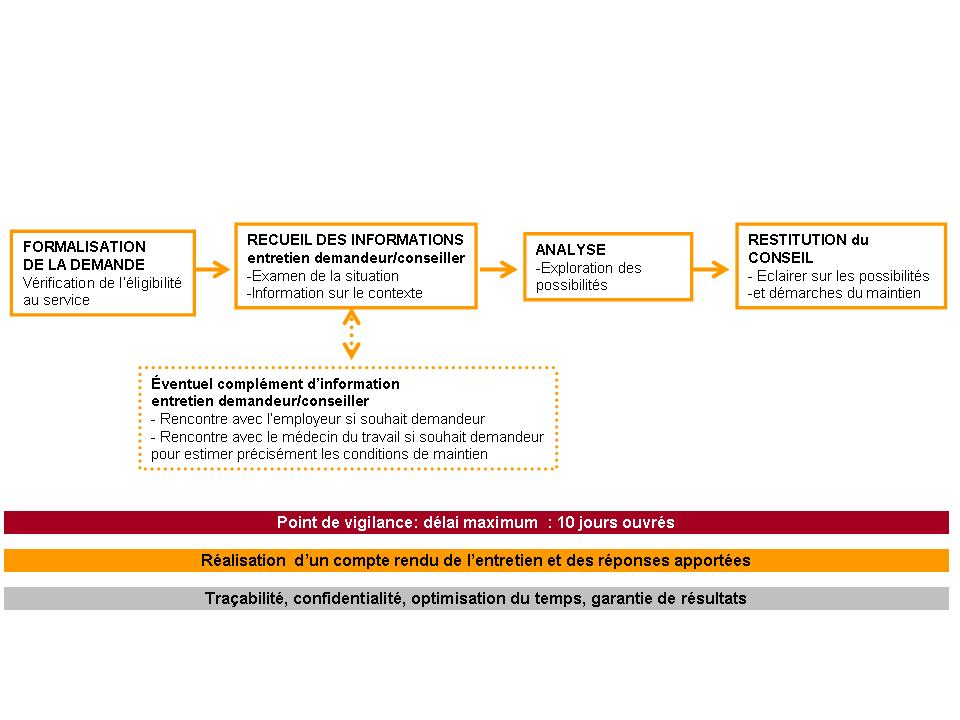 FORMALISATION
DE LA DEMANDE
Vérification de l'éligibilité
au service
RECUEIL DES INFORMATIONS
entretien demandeur/conseiller
-Examen de la situation
-Information sur le contexte
ANALYSE
-Exploration des
possibilités
RESTITUTION du
CONSEIL
- Eclairer sur les possibilités
-et démarches du maintien
Éventuel complément d'information
entretien demandeur/conseiller
- Rencontre avec l'employeur si souhait demandeur
- Rencontre avec le médecin du travail si souhait demandeur
pour estimer précisément les conditions de maintien
Point de vigilance: délai maximum : 10 jours ouvrés
Réalisation d'un compte rendu de l'entretien et des réponses apportées
Traçabilité, confidentialité, optimisation du temps, garantie de résultats